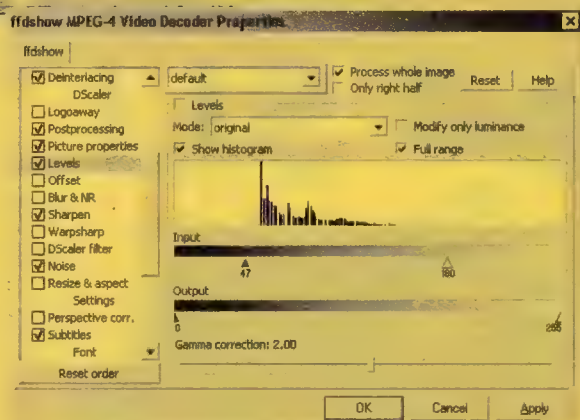 ffdshow MPEG-4 Video Decoder Properties
ffdshow
Deinterlacing
DScaler
Logoaway
Postprocessing
Picture properties
Levels
Offset
Blur & NR
Sharpen
Warpsharp
DScaler filter
Noise
Resize & aspect
Settings
Perspective corr.
Subtitles
Font
Reset order
default
Process whole image
Only right half
Reset
Help
Levels
Mode: original
Modify only luminance
Show histogram
Full range
Input
47
180
Output
0
255
Gamma correction: 2,00
OK
Cancel
Apply